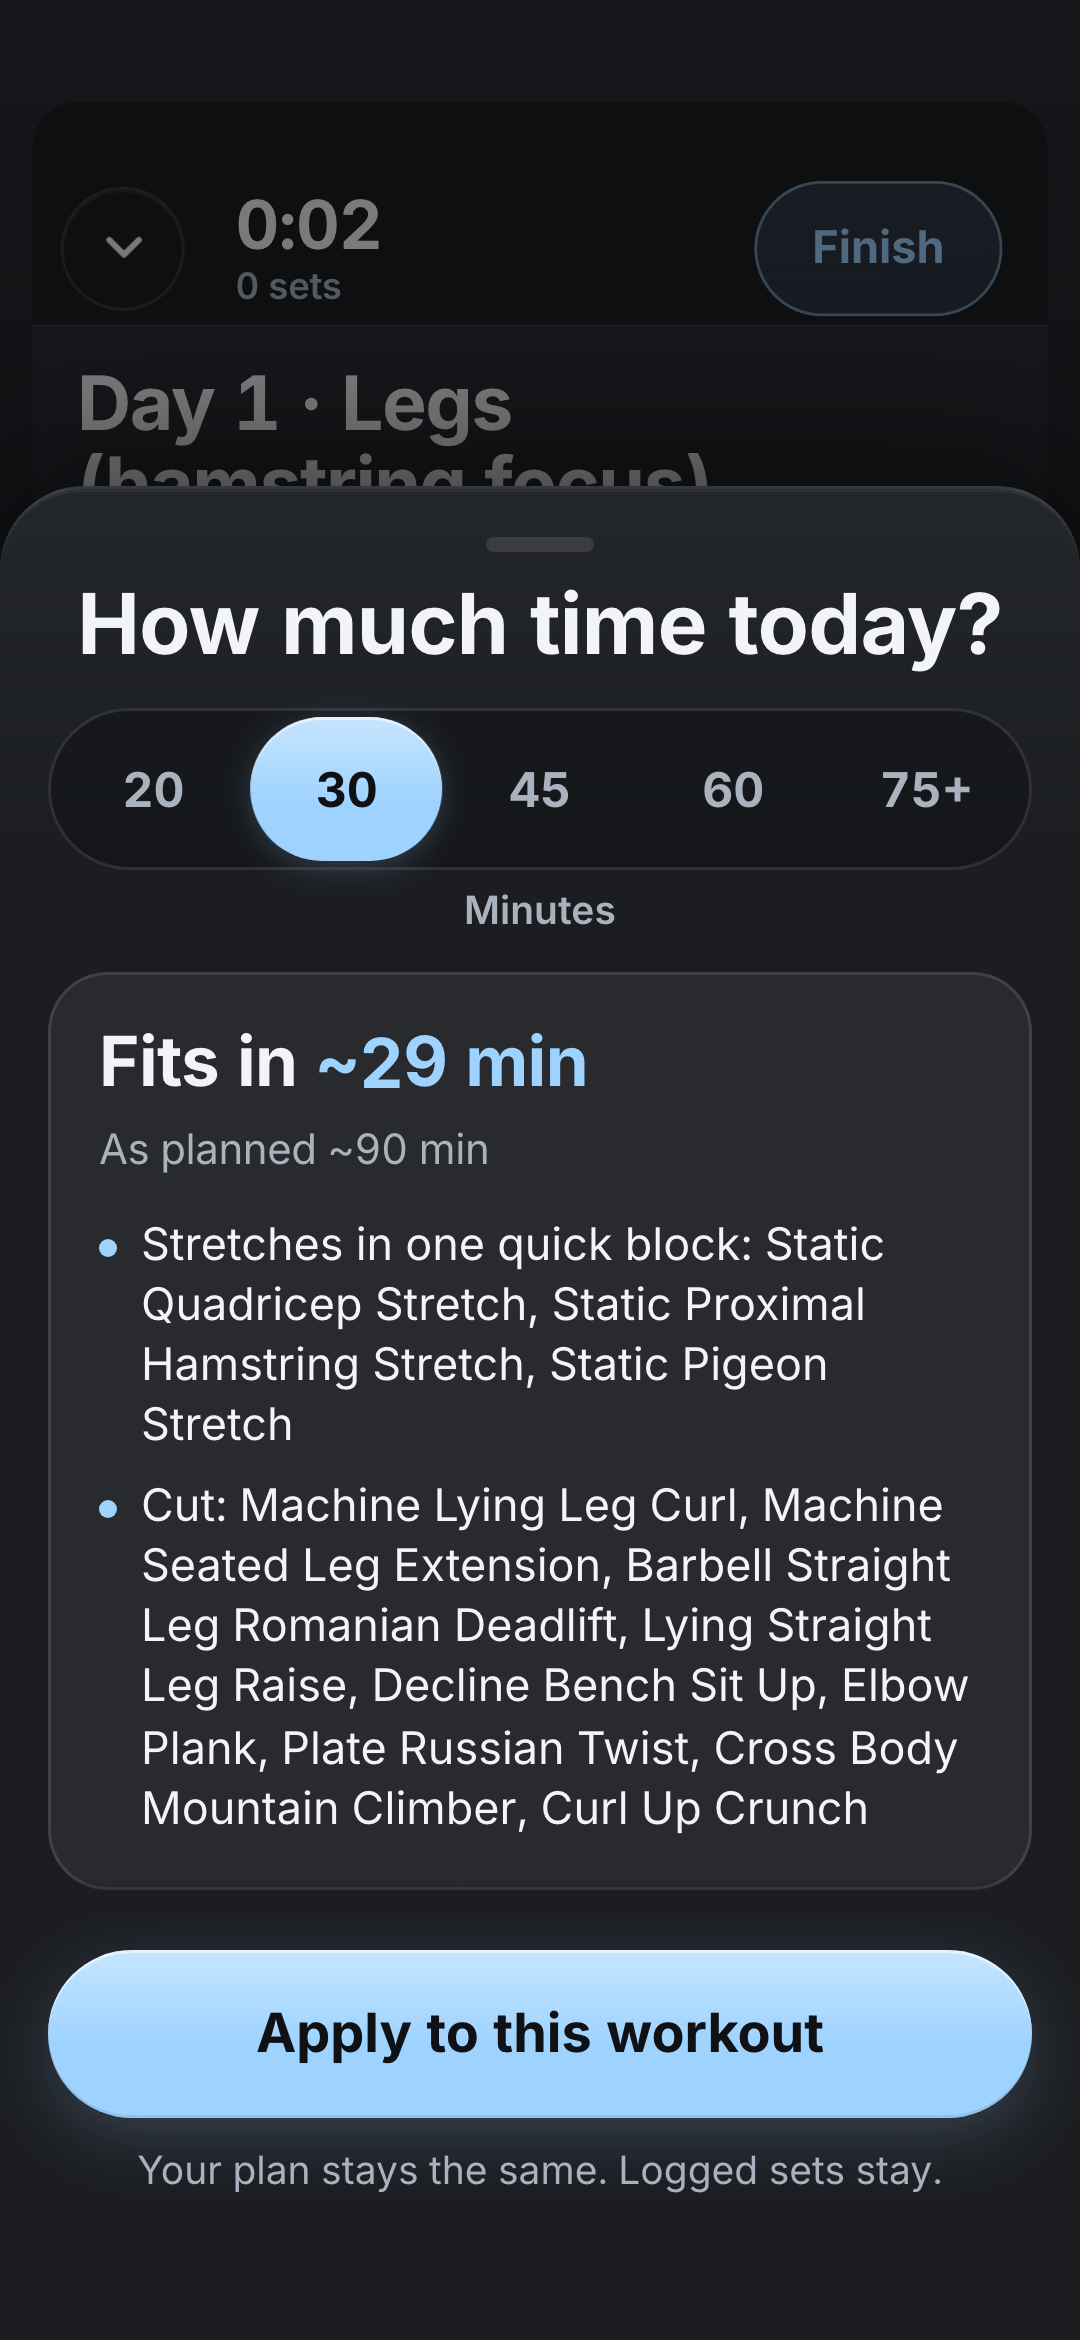 0:02
0 sets
Finish
Day 1 · Legs
(hamstring focus)
How much time today?
20 30 45 60 75+
Minutes
Fits in ~29 min
As planned ~90 min
• Stretches in one quick block: Static
Quadricep Stretch, Static Proximal
Hamstring Stretch, Static Pigeon
Stretch
• Cut: Machine Lying Leg Curl, Machine
Seated Leg Extension, Barbell Straight
Leg Romanian Deadlift, Lying Straight
Leg Raise, Decline Bench Sit Up, Elbow
Plank, Plate Russian Twist, Cross Body
Mountain Climber, Curl Up Crunch
Apply to this workout
Your plan stays the same. Logged sets stay.